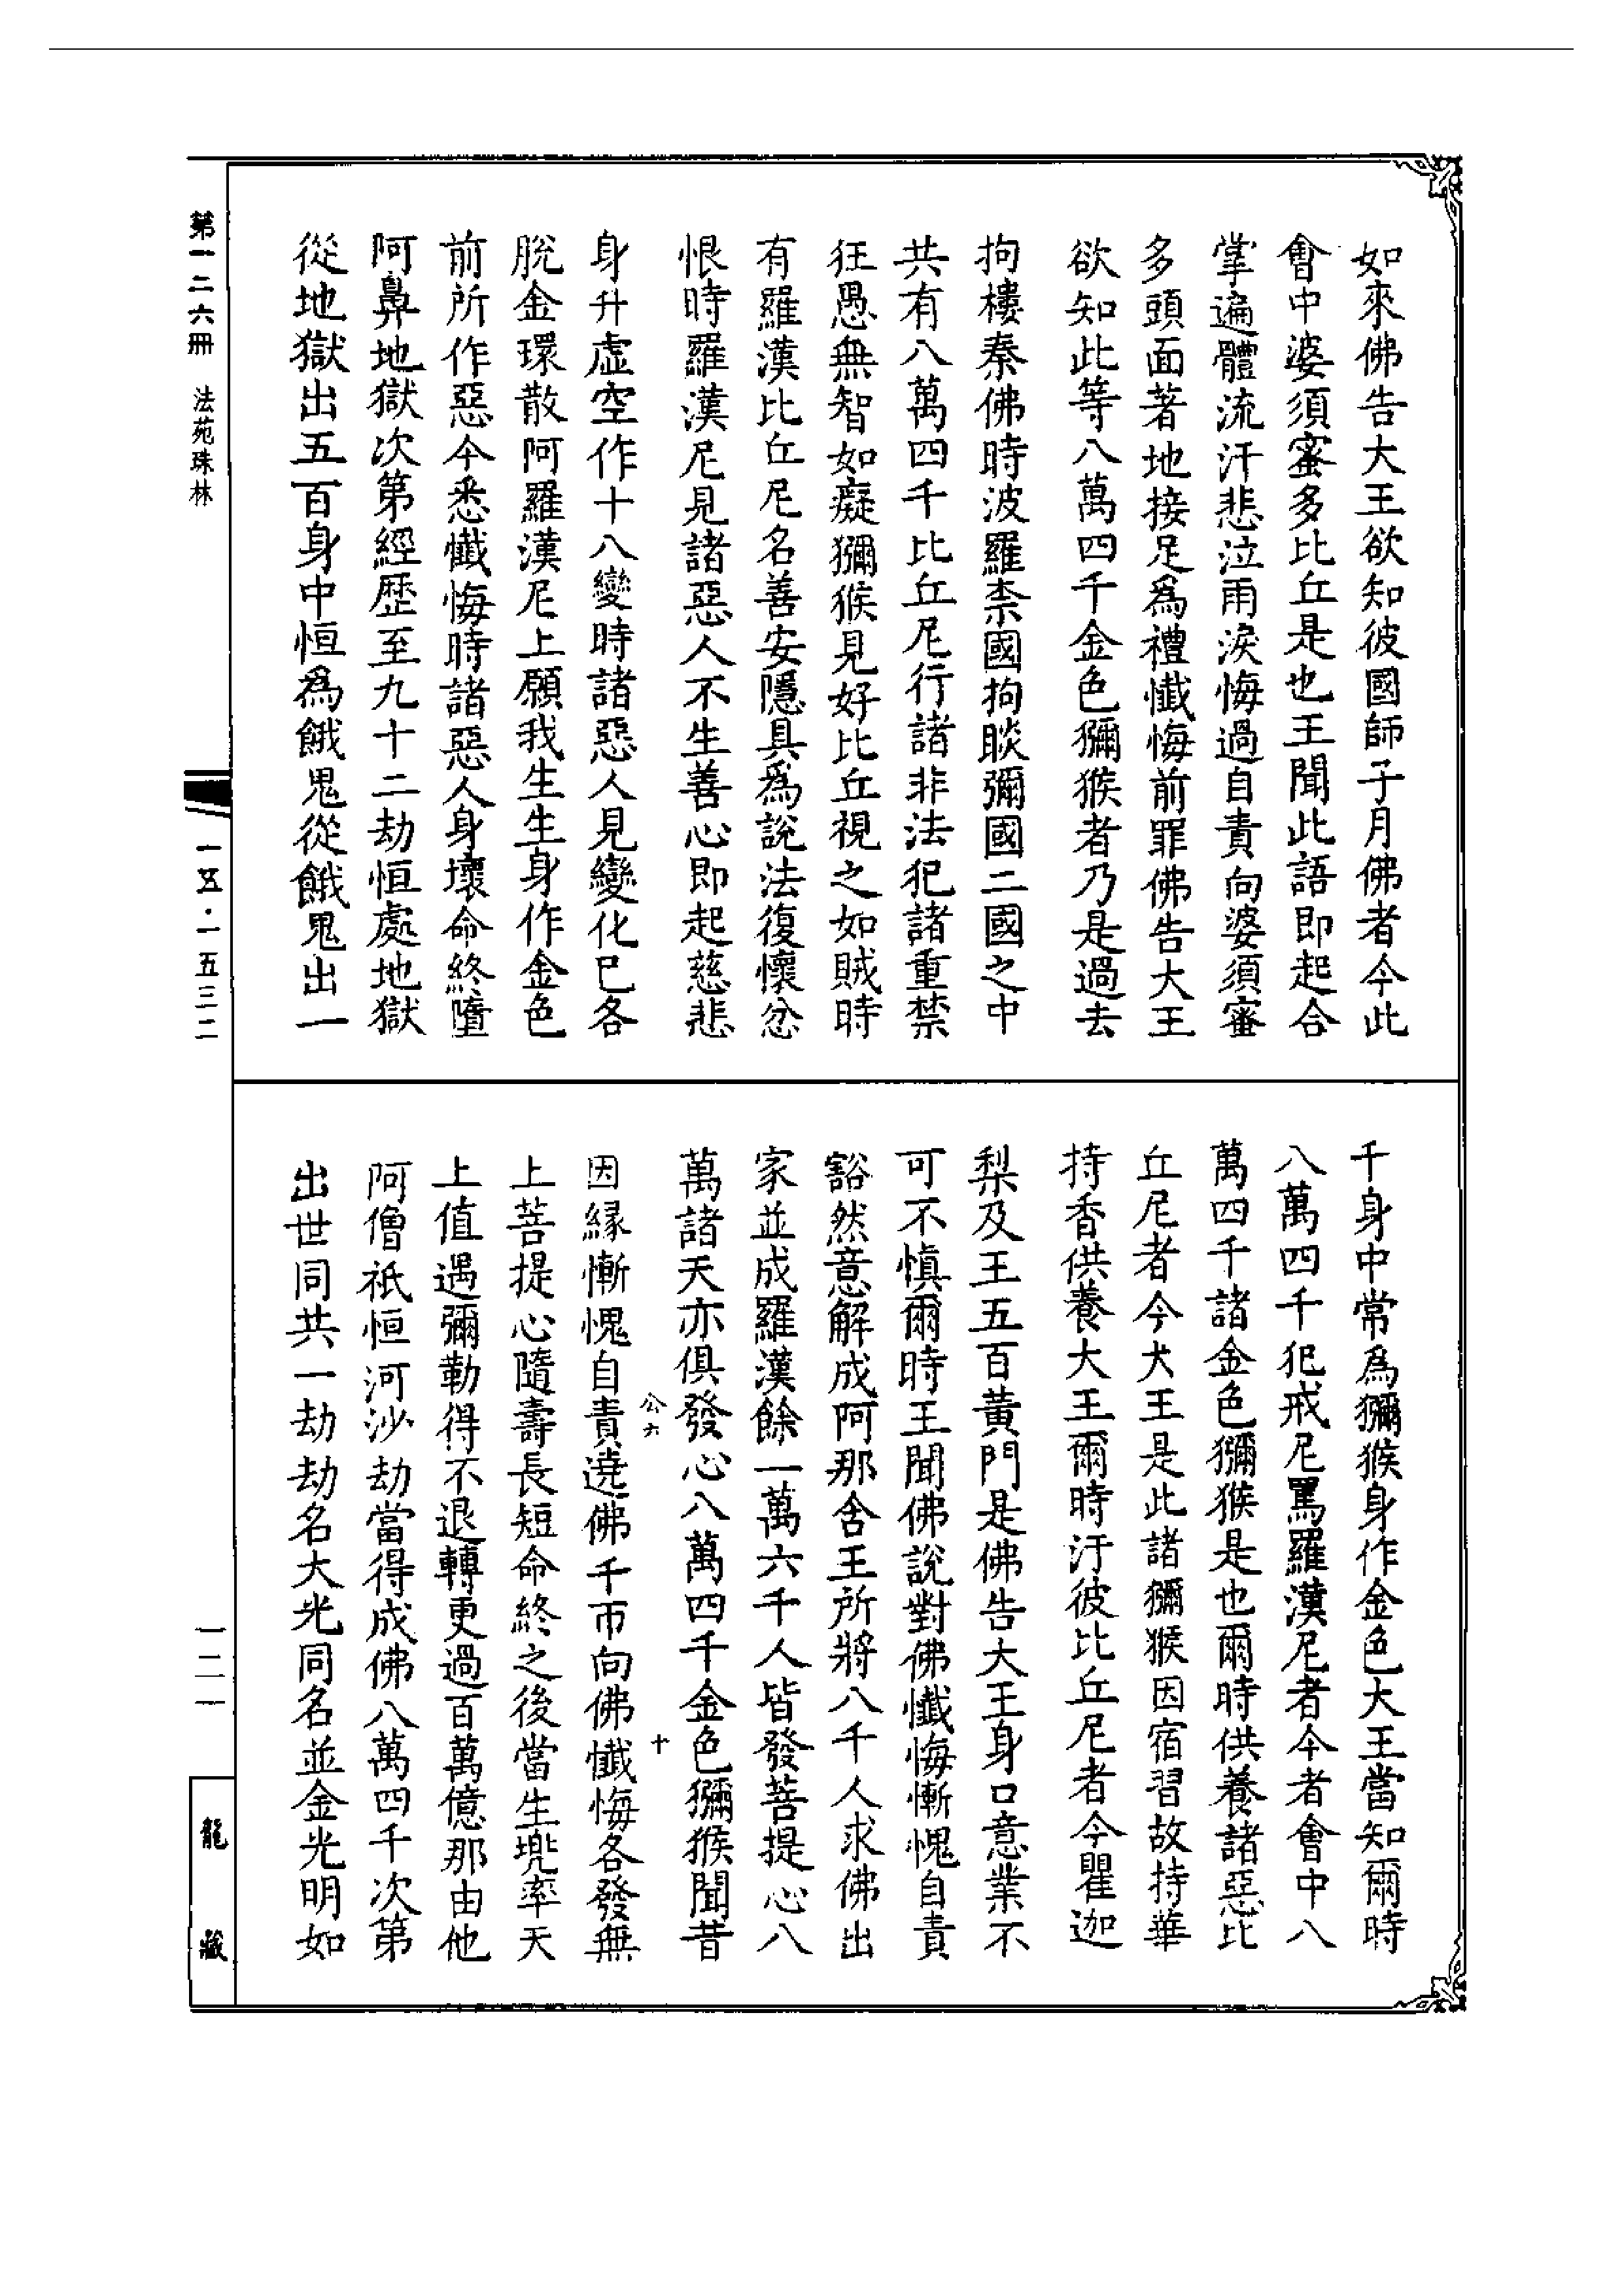 如來佛告大王欲知彼國師子月佛者今此
會中婆須蜜多比丘是也王聞此語即起合
掌遍體流汗悲泣雨淚悔過自責向婆須蜜
多頭面著地接足爲禮懺悔前罪佛告大王
欲知此等八萬四千金色獼猴者乃是過去
拘樓秦佛時波羅柰國拘睒彌國二國之中
共有八萬四千比丘尼行諸非法犯諸重禁
狂愚無智如癡獼猴見好比丘視之如賊時
有羅漢比丘尼名善安隱具爲說法復懷忿
恨時羅漢尼見諸惡人不生善心即起慈悲
身升虛空作十八變時諸惡人見變化已各
脫金環散阿羅漢尼上願我生生身作金色
前所作惡今悉懺悔時諸惡人身壞命終墮
阿鼻地獄次第經歷至九十二劫恒處地獄
從地獄出五百身中恒爲餓鬼從餓鬼出一
千身中常爲獼猴身作金色大王當知爾時
八萬四千犯戒尼罵羅漢尼者今者會中八
萬四千諸金色獼猴是也爾時供養諸惡比
丘尼者今大王是此諸獼猴因宿習故持華
持香供養大王爾時汙彼比丘尼者今瞿迦
梨及王五百黃門是佛告大王身口意業不
可不慎爾時王聞佛說對佛懺悔慚愧自責
豁然意解成阿那含王所將八千人求佛出
家並成羅漢餘一萬六千人皆發菩提心八
萬諸天亦俱發心八萬四千金色獼猴聞昔
公六 十
因緣慚愧自責遶佛千帀向佛懺悔各發無
上菩提心隨壽長短命終之後當生兜率天
上值遇彌勒得不退轉更過百萬億那由他
阿僧祇恒河沙劫當得成佛八萬四千次第
出世同共一劫劫名大光同名並金光明如
第一二六冊 法苑珠林
一五·一五三二
一二一
龍藏